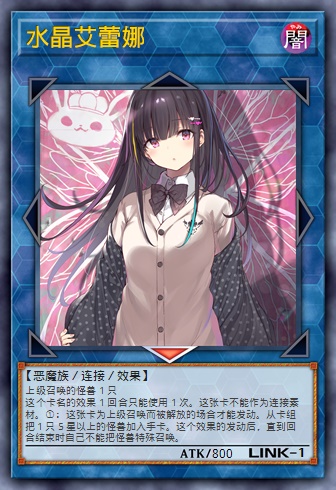 水晶艾蕾娜
闇
【恶魔族／连接／效果】
上级召唤的怪兽１只
这个卡名的效果１回合只能使用１次。这张卡不能作为连接素
材。①：这张卡为上级召唤而被解放的场合才能发动。从卡组
把１只５星以上的怪兽加入手卡。这个效果的发动后，直到回
合结束时自己不能把怪兽特殊召唤。
ATK/800 LINK-1